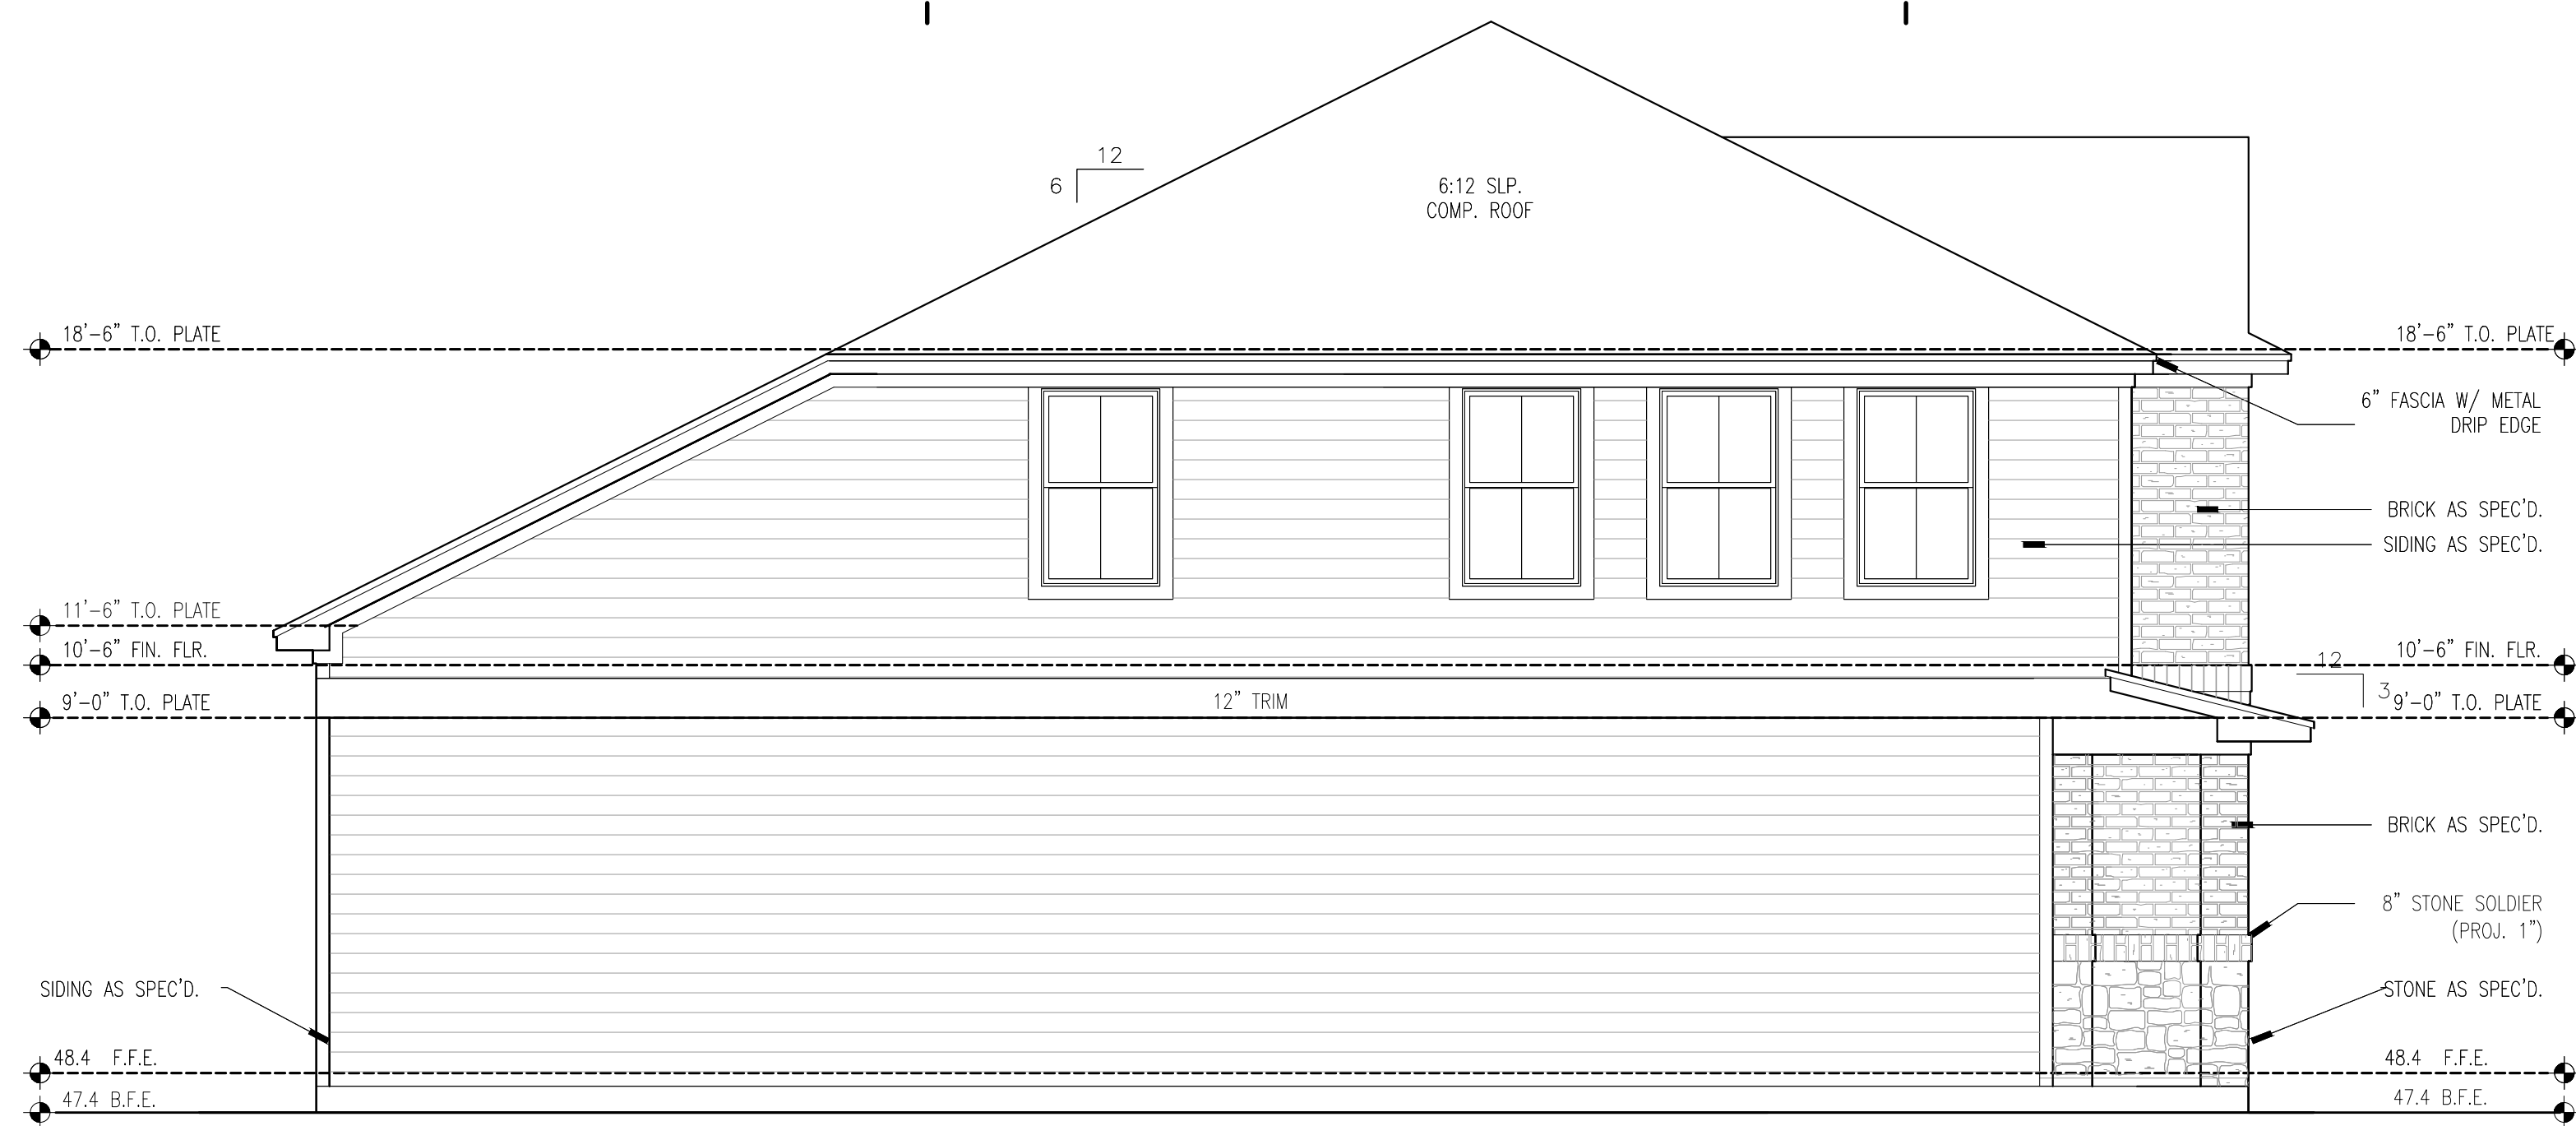 12
6
6:12 SLP.
COMP. ROOF
18'-6" T.O. PLATE
18'-6" T.O. PLATE
6" FASCIA W/ METAL
DRIP EDGE
BRICK AS SPEC'D.
SIDING AS SPEC'D.
11'-6" T.O. PLATE
10'-6" FIN. FLR.
10'-6" FIN. FLR.
12
3
9'-0" T.O. PLATE
12" TRIM
9'-0" T.O. PLATE
BRICK AS SPEC'D.
8" STONE SOLDIER
(PROJ. 1")
SIDING AS SPEC'D.
STONE AS SPEC'D.
48.4 F.F.E.
48.4 F.F.E.
47.4 B.F.E.
47.4 B.F.E.